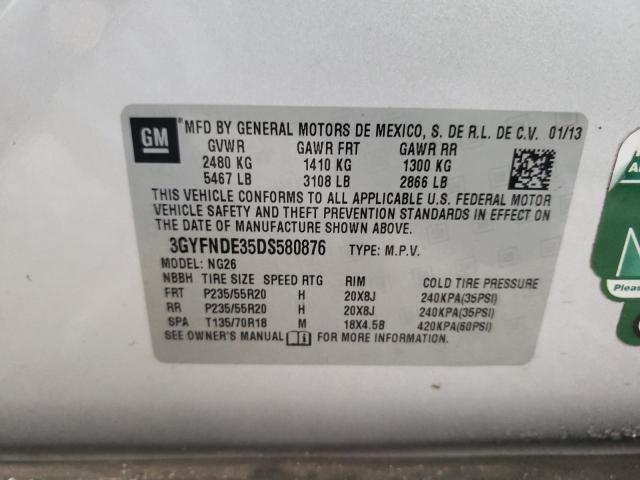 GM *MFD BY GENERAL MOTORS DE MEXICO, S. DE R.L. DE C.V. 01/13
GVWR GAWR FRT GAWR RR
2480 KG 1410 KG 1300 KG
5467 LB 3108 LB 2866 LB
THIS VEHICLE CONFORMS TO ALL APPLICABLE U.S. FEDERAL MOTOR
VEHICLE SAFETY AND THEFT PREVENTION STANDARDS IN EFFECT ON
THE DATE OF MANUFACTURE SHOWN ABOVE.
3GYFNDE35DS580876 TYPE: M.P.V.
MODEL: NG26
NBBH TIRE SIZE SPEED RTG RIM COLD TIRE PRESSURE
FRT P235/55R20 H 20X8J 240KPA(35PSI)
RR P235/55R20 H 20X8J 240KPA(35PSI)
SPA T135/70R18 M 18X4.5B 420KPA(60PSI)
SEE OWNER'S MANUAL FOR MORE INFORMATION.
Please